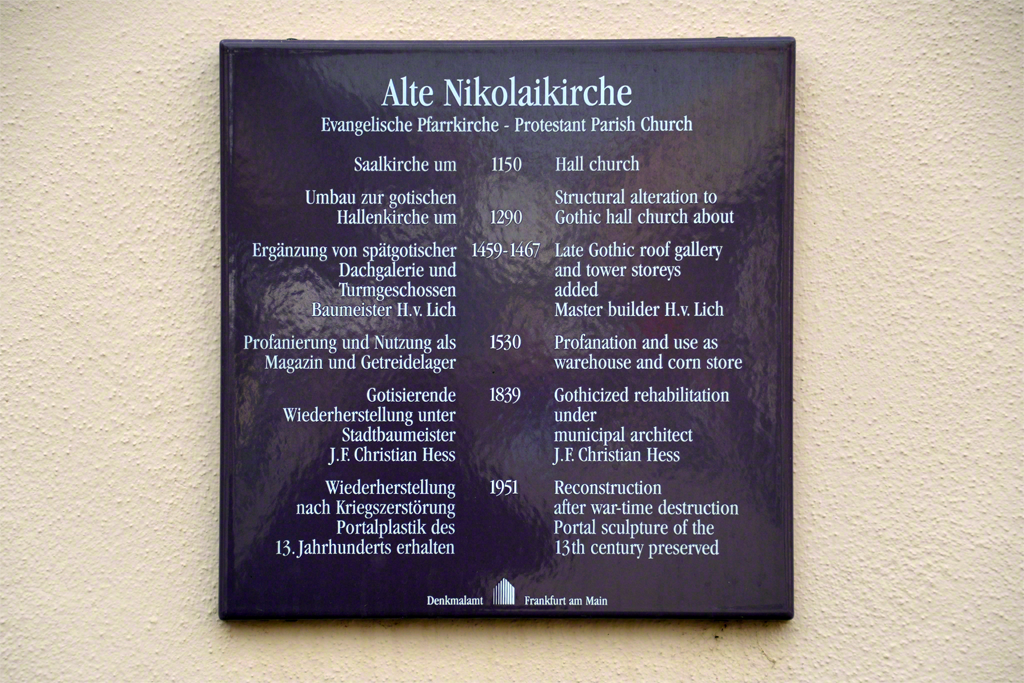 Alte Nikolaikirche
Evangelische Pfarrkirche - Protestant Parish Church
Saalkirche um 1150 Hall church
Umbau zur gotischen Structural alteration to
Hallenkirche um 1290 Gothic hall church about
Ergänzung von spätgotischer 1459-1467 Late Gothic roof gallery
Dachgalerie und and tower storeys
Turmgeschossen added
Baumeister H.v. Lich Master builder H.v. Lich
Profanierung und Nutzung als 1530 Profanation and use as
Magazin und Getreidelager warehouse and corn store
Gotisierende 1839 Gothicized rehabilitation
Wiederherstellung unter under
Stadtbaumeister municipal architect
J.F. Christian Hess J.F. Christian Hess
Wiederherstellung 1951 Reconstruction
nach Kriegszerstörung after war-time destruction
Portalplastik des Portal sculpture of the
13. Jahrhunderts erhalten 13th century preserved
Denkmalamt Frankfurt am Main